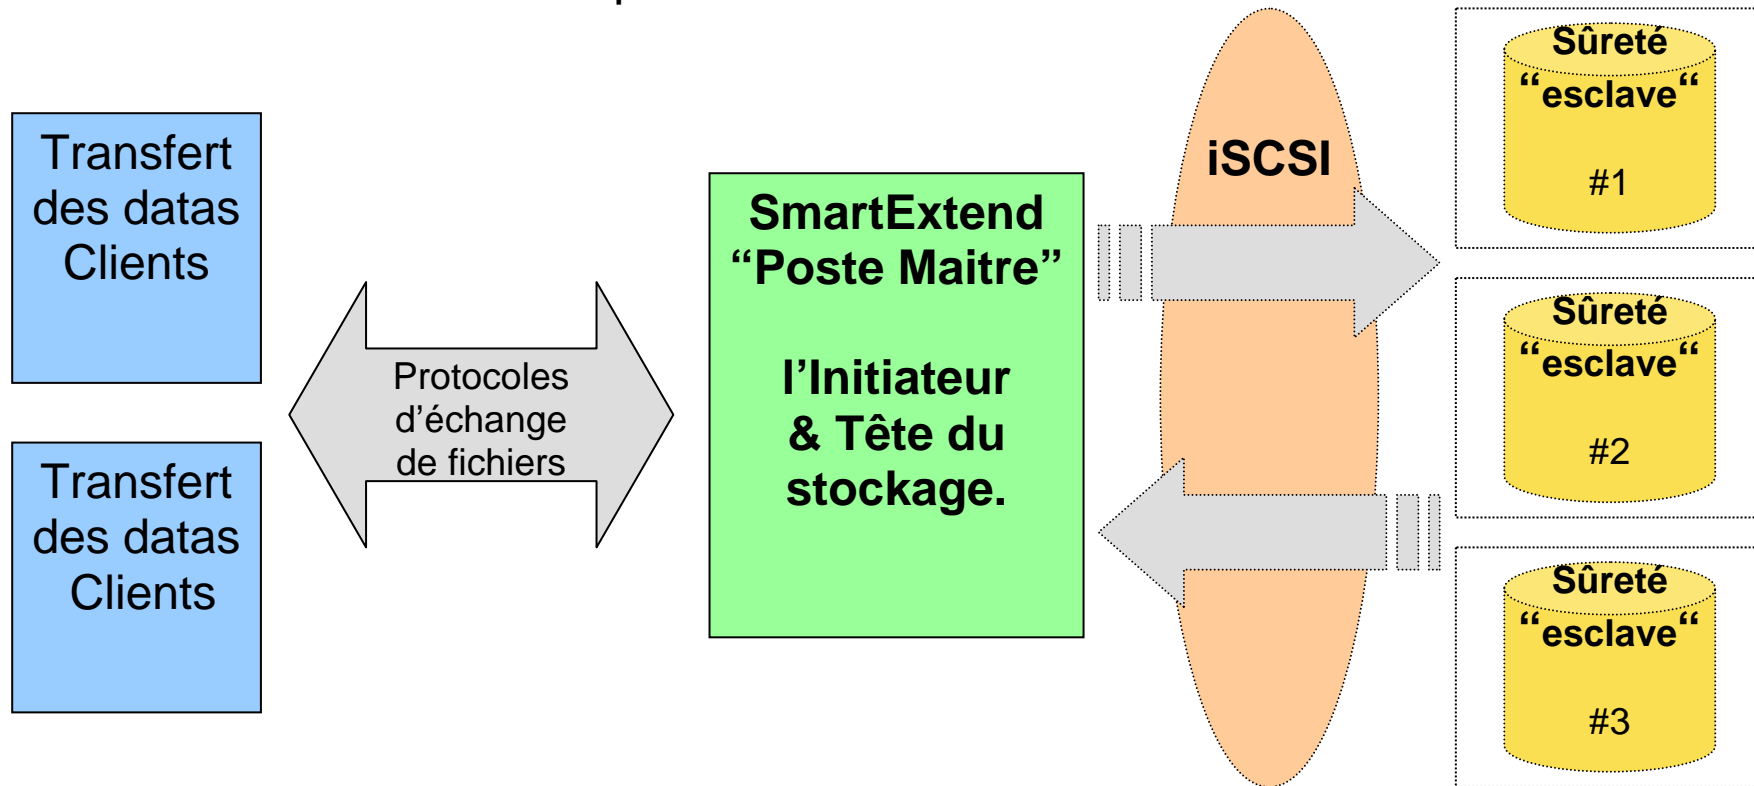 Transfert
des datas
Clients
Transfert
des datas
Clients
Protocoles
d’échange
de fichiers
SmartExtend
“Poste Maitre”
l’Initiateur
& Tête du
stockage.
iSCSI
Sûreté
“esclave“
#1
Sûreté
“esclave“
#2
Sûreté
“esclave“
#3